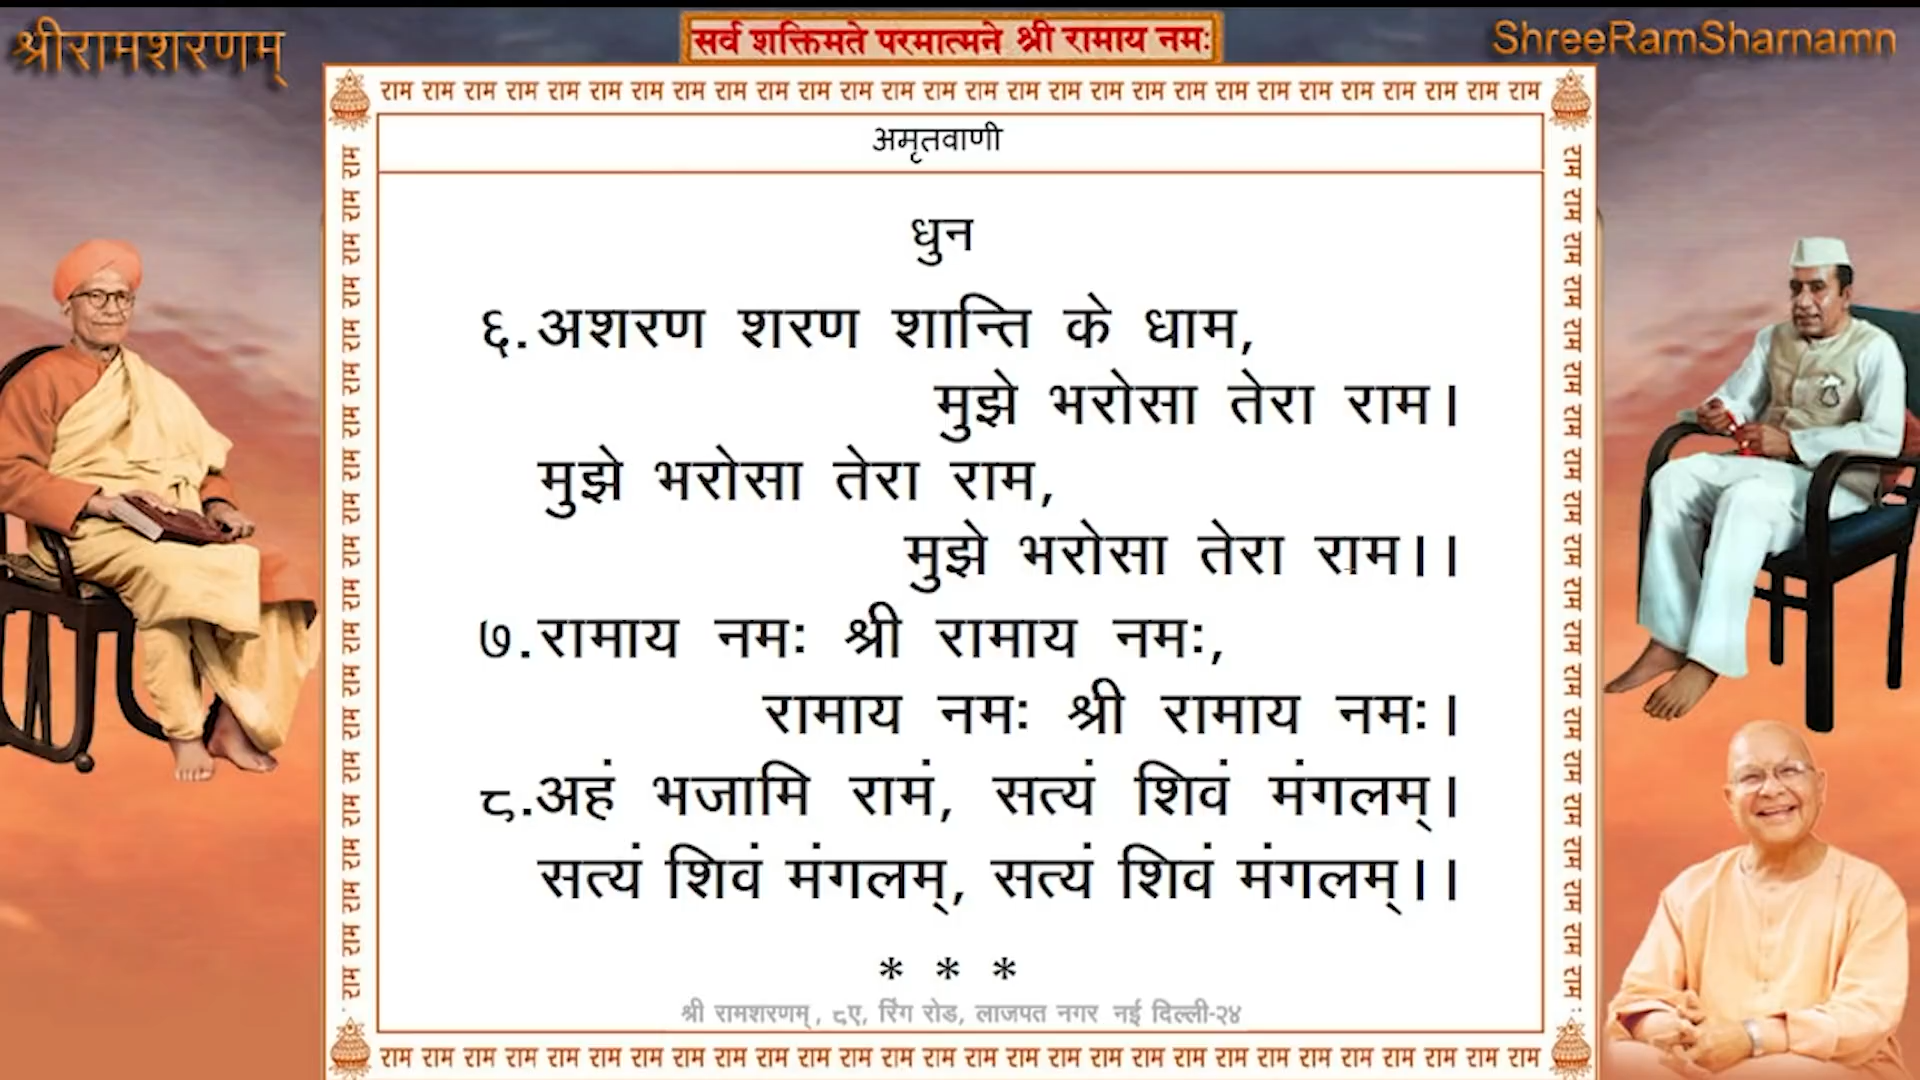 श्रीरामशरणम्
सर्व शक्तिमते परमात्मने श्री रामाय नमः
ShreeRamSharnamn
राम राम राम राम राम राम राम राम राम राम राम राम राम राम राम राम राम राम राम राम राम राम राम राम राम राम राम राम
अमृतवाणी
धुन
६.अशरण शरण शान्ति के धाम,
मुझे भरोसा तेरा राम।
मुझे भरोसा तेरा राम,
मुझे भरोसा तेरा राम।।
७.रामाय नमः श्री रामाय नमः,
रामाय नमः श्री रामाय नमः।
८.अहं भजामि रामं, सत्यं शिवं मंगलम्।
सत्यं शिवं मंगलम्, सत्यं शिवं मंगलम्।।
* * *
श्री रामशरणम् , ८ए, रिंग रोड, लाजपत नगर नई दिल्ली-२४
राम राम राम राम राम राम राम राम राम राम राम राम राम राम राम राम राम राम राम राम राम राम राम राम राम राम राम राम
राम राम राम राम राम राम राम राम राम राम राम राम राम राम राम राम राम राम राम राम
राम राम राम राम राम राम राम राम राम राम राम राम राम राम राम राम राम राम राम राम